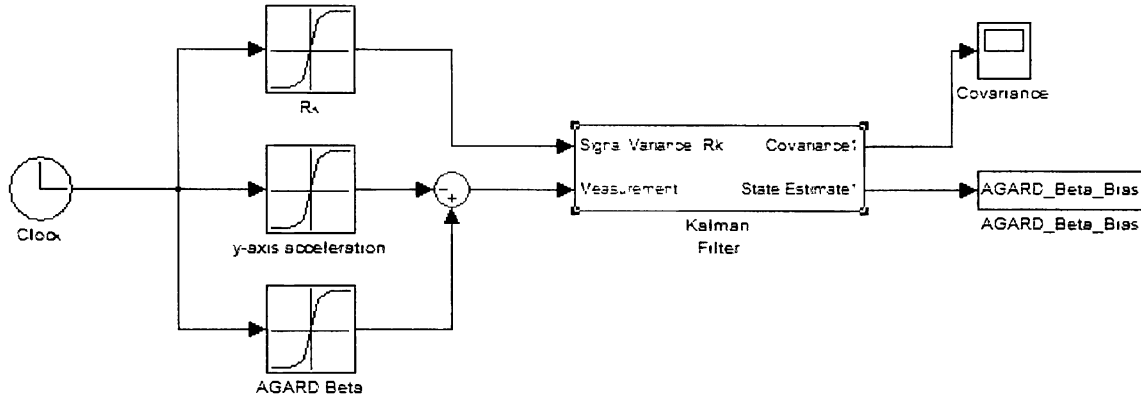 Rk
Covariance
Signal Variance Rk
Covariance1
Measurement
State Estimate1
AGARD_Beta_Bias
AGARD_Beta_Bias
Kalman
Filter
Clock
y-axis acceleration
-
+
AGARD Beta